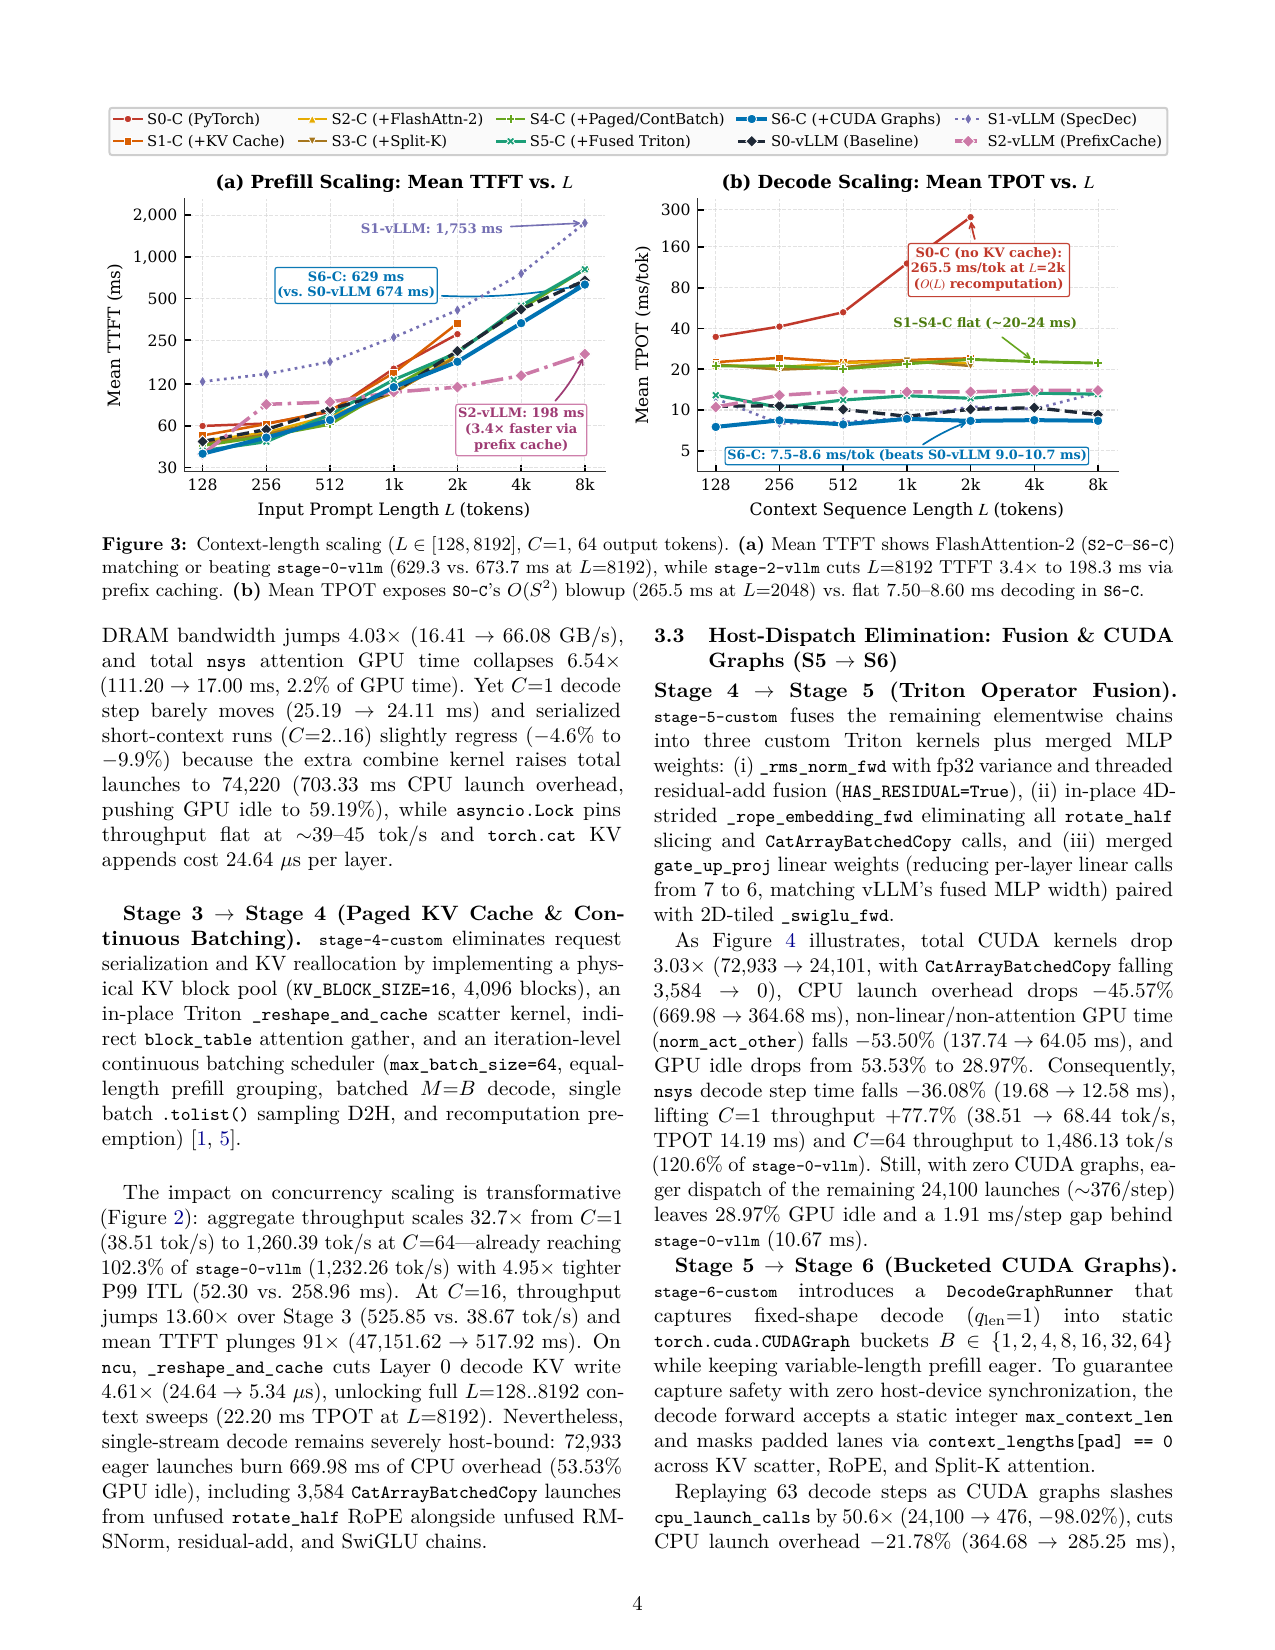 S0-C (PyTorch)
S1-C (+KV Cache)
S2-C (+FlashAttn-2)
S3-C (+Split-K)
S4-C (+Paged/ContBatch)
S5-C (+Fused Triton)
S6-C (+CUDA Graphs)
S0-vLLM (Baseline)
S1-vLLM (SpecDec)
S2-vLLM (PrefixCache)
(a) Prefill Scaling: Mean TTFT vs. L
Mean TTFT (ms)
2,000
1,000
500
250
120
60
30
S1-vLLM: 1,753 ms
S6-C: 629 ms
(vs. S0-vLLM 674 ms)
S2-vLLM: 198 ms
(3.4× faster via
prefix cache)
128 256 512 1k 2k 4k 8k
Input Prompt Length L (tokens)
(b) Decode Scaling: Mean TPOT vs. L
Mean TPOT (ms/tok)
300
160
80
40
20
10
5
S0-C (no KV cache):
265.5 ms/tok at L=2k
(O(L) recomputation)
S1–S4-C flat (~20–24 ms)
S6-C: 7.5–8.6 ms/tok (beats S0-vLLM 9.0–10.7 ms)
128 256 512 1k 2k 4k 8k
Context Sequence Length L (tokens)
Figure 3: Context-length scaling (L ∈ [128, 8192], C=1, 64 output tokens). (a) Mean TTFT shows FlashAttention-2 (S2-C–S6-C)
matching or beating stage-0-vllm (629.3 vs. 673.7 ms at L=8192), while stage-2-vllm cuts L=8192 TTFT 3.4× to 198.3 ms via
prefix caching. (b) Mean TPOT exposes S0-C's O(S²) blowup (265.5 ms at L=2048) vs. flat 7.50–8.60 ms decoding in S6-C.
DRAM bandwidth jumps 4.03× (16.41 → 66.08 GB/s),
and total nsys attention GPU time collapses 6.54×
(111.20 → 17.00 ms, 2.2% of GPU time). Yet C=1 decode
step barely moves (25.19 → 24.11 ms) and serialized
short-context runs (C=2..16) slightly regress (−4.6% to
−9.9%) because the extra combine kernel raises total
launches to 74,220 (703.33 ms CPU launch overhead,
pushing GPU idle to 59.19%), while asyncio.Lock pins
throughput flat at ∼39–45 tok/s and torch.cat KV
appends cost 24.64 μs per layer.
Stage 3 → Stage 4 (Paged KV Cache & Con-
tinuous Batching). stage-4-custom eliminates request
serialization and KV reallocation by implementing a phys-
ical KV block pool (KV_BLOCK_SIZE=16, 4,096 blocks), an
in-place Triton _reshape_and_cache scatter kernel, indi-
rect block_table attention gather, and an iteration-level
continuous batching scheduler (max_batch_size=64, equal-
length prefill grouping, batched M=B decode, single
batch .tolist() sampling D2H, and recomputation pre-
emption) [1, 5].
The impact on concurrency scaling is transformative
(Figure 2): aggregate throughput scales 32.7× from C=1
(38.51 tok/s) to 1,260.39 tok/s at C=64—already reaching
102.3% of stage-0-vllm (1,232.26 tok/s) with 4.95× tighter
P99 ITL (52.30 vs. 258.96 ms). At C=16, throughput
jumps 13.60× over Stage 3 (525.85 vs. 38.67 tok/s) and
mean TTFT plunges 91× (47,151.62 → 517.92 ms). On
ncu, _reshape_and_cache cuts Layer 0 decode KV write
4.61× (24.64 → 5.34 μs), unlocking full L=128..8192 con-
text sweeps (22.20 ms TPOT at L=8192). Nevertheless,
single-stream decode remains severely host-bound: 72,933
eager launches burn 669.98 ms of CPU overhead (53.53%
GPU idle), including 3,584 CatArrayBatchedCopy launches
from unfused rotate_half RoPE alongside unfused RM-
SNorm, residual-add, and SwiGLU chains.
3.3 Host-Dispatch Elimination: Fusion & CUDA
Graphs (S5 → S6)
Stage 4 → Stage 5 (Triton Operator Fusion).
stage-5-custom fuses the remaining elementwise chains
into three custom Triton kernels plus merged MLP
weights: (i) _rms_norm_fwd with fp32 variance and threaded
residual-add fusion (HAS_RESIDUAL=True), (ii) in-place 4D-
strided _rope_embedding_fwd eliminating all rotate_half
slicing and CatArrayBatchedCopy calls, and (iii) merged
gate_up_proj linear weights (reducing per-layer linear calls
from 7 to 6, matching vLLM's fused MLP width) paired
with 2D-tiled _swiglu_fwd.
As Figure 4 illustrates, total CUDA kernels drop
3.03× (72,933 → 24,101, with CatArrayBatchedCopy falling
3,584 → 0), CPU launch overhead drops −45.57%
(669.98 → 364.68 ms), non-linear/non-attention GPU time
(norm_act_other) falls −53.50% (137.74 → 64.05 ms), and
GPU idle drops from 53.53% to 28.97%. Consequently,
nsys decode step time falls −36.08% (19.68 → 12.58 ms),
lifting C=1 throughput +77.7% (38.51 → 68.44 tok/s,
TPOT 14.19 ms) and C=64 throughput to 1,486.13 tok/s
(120.6% of stage-0-vllm). Still, with zero CUDA graphs, ea-
ger dispatch of the remaining 24,100 launches (∼376/step)
leaves 28.97% GPU idle and a 1.91 ms/step gap behind
stage-0-vllm (10.67 ms).
Stage 5 → Stage 6 (Bucketed CUDA Graphs).
stage-6-custom introduces a DecodeGraphRunner that
captures fixed-shape decode (qlen=1) into static
torch.cuda.CUDAGraph buckets B ∈ {1, 2, 4, 8, 16, 32, 64}
while keeping variable-length prefill eager. To guarantee
capture safety with zero host-device synchronization, the
decode forward accepts a static integer max_context_len
and masks padded lanes via context_lengths[pad] == 0
across KV scatter, RoPE, and Split-K attention.
Replaying 63 decode steps as CUDA graphs slashes
cpu_launch_calls by 50.6× (24,100 → 476, −98.02%), cuts
CPU launch overhead −21.78% (364.68 → 285.25 ms),
4